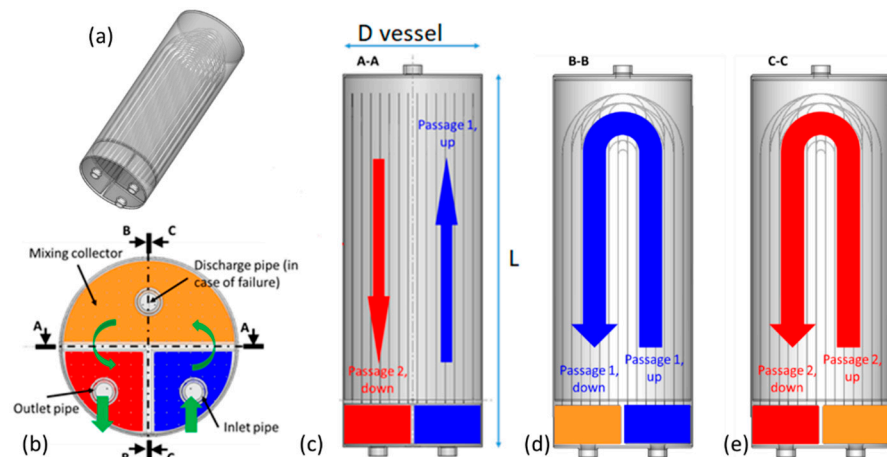 (a)
D vessel
A-A
B-B
C-C
Passage 1,
up
L
Passage 2,
down
Passage 1,
down
Passage 1,
up
Passage 2,
down
Passage 2,
up
B
C
Mixing collector
Discharge pipe (in
case of failure)
A
A
Outlet pipe
Inlet pipe
(b)
B
C
(c)
(d)
(e)